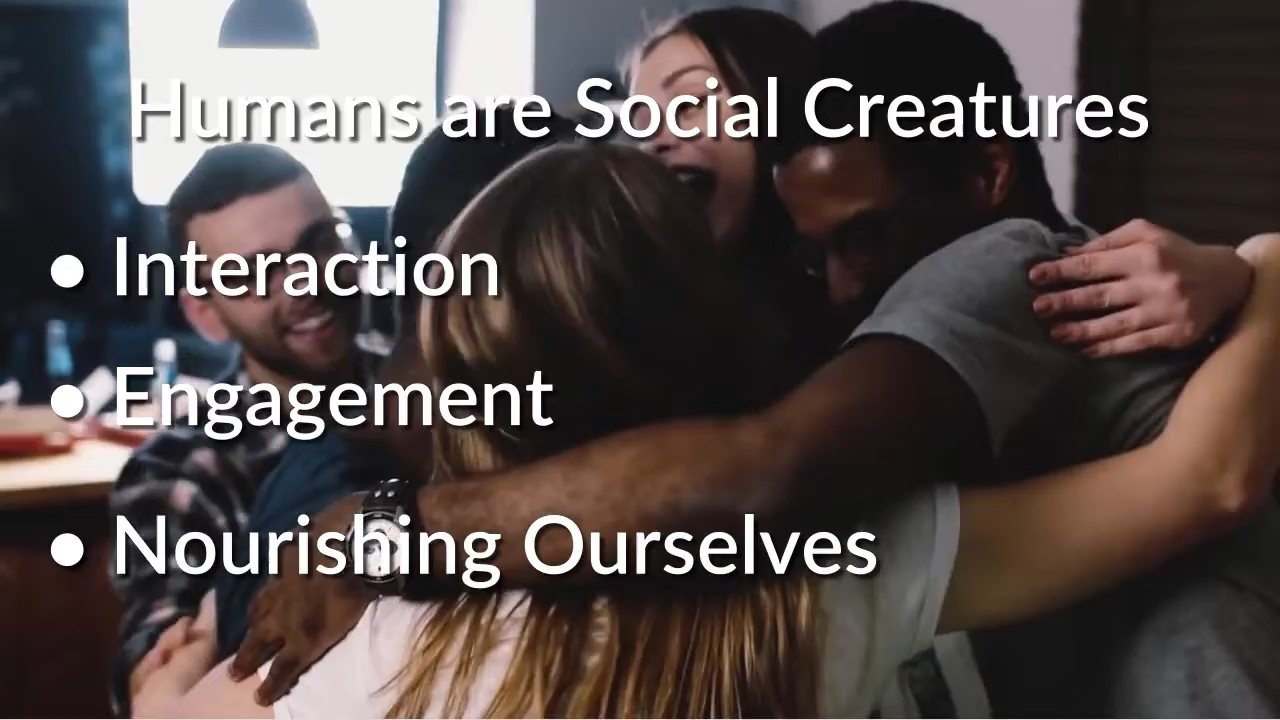 Humans are Social Creatures
• Interaction
• Engagement
• Nourishing Ourselves